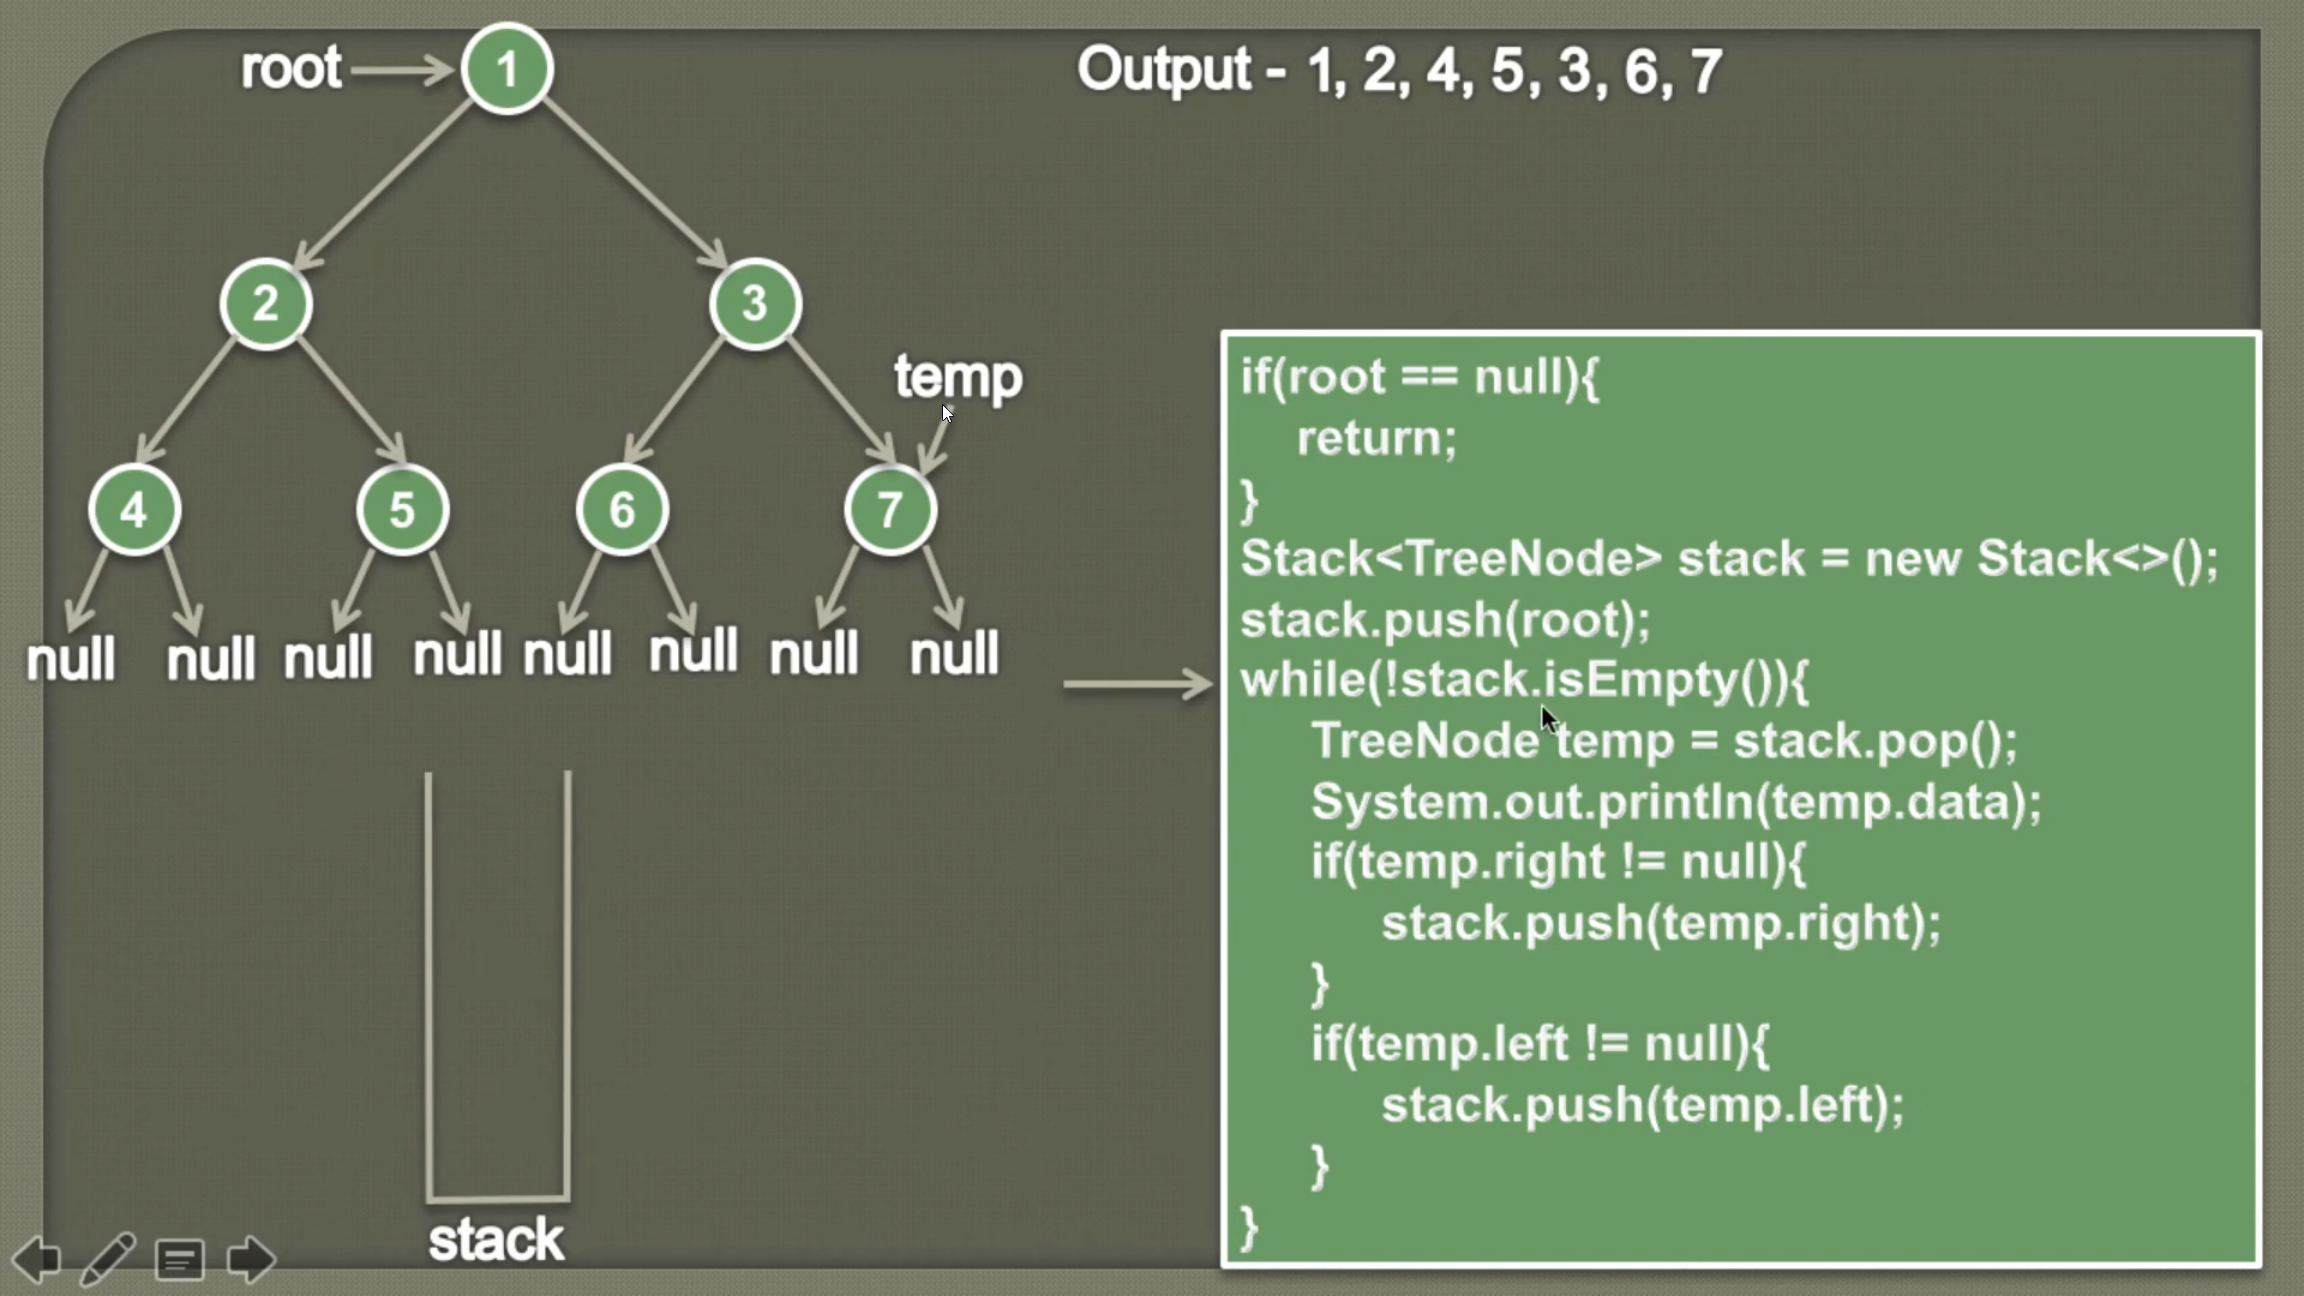 root
1
Output - 1, 2, 4, 5, 3, 6, 7
2
3
temp
4
5
6
7
null null null null null null null null
stack
if(root == null){
return;
}
Stack<TreeNode> stack = new Stack<>();
stack.push(root);
while(!stack.isEmpty()){
TreeNode temp = stack.pop();
System.out.println(temp.data);
if(temp.right != null){
stack.push(temp.right);
}
if(temp.left != null){
stack.push(temp.left);
}
}